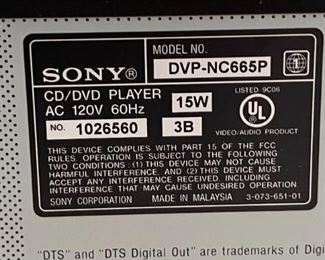 MODEL NO.
SONY® DVP-NC665P
CD/DVD PLAYER
AC 120V 60Hz 15W
LISTED 9C06
UL
NO. 1026560 3B
VIDEO/AUDIO PRODUCT
THIS DEVICE COMPLIES WITH PART 15 OF THE FCC
RULES. OPERATION IS SUBJECT TO THE FOLLOWING
TWO CONDITIONS : (1) THIS DEVICE MAY NOT CAUSE
HARMFUL INTERFERENCE, AND (2) THIS DEVICE MUST
ACCEPT ANY INTERFERENCE RECEIVED, INCLUDING
INTERFERENCE THAT MAY CAUSE UNDESIRED OPERATION.
SONY CORPORATION MADE IN MALAYSIA 3-073-651-01
"DTS" and "DTS Digital Out" are trademarks of Digi